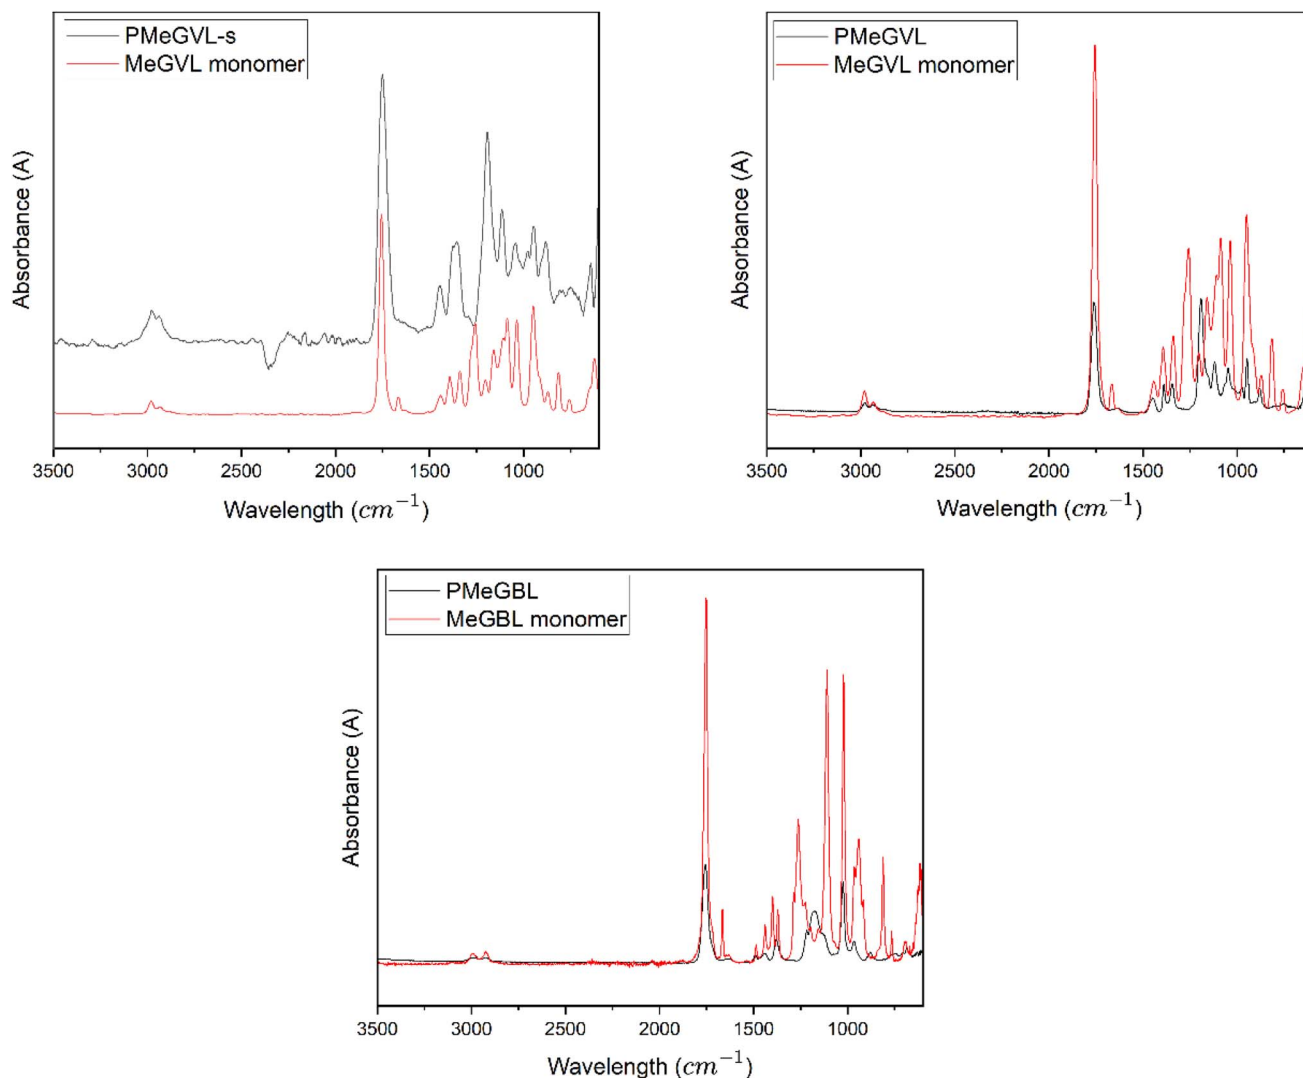 PMeGVL-s
MeGVL monomer
Absorbance (A)
3500 3000 2500 2000 1500 1000
Wavelength (cm⁻¹)
PMeGVL
MeGVL monomer
Absorbance (A)
3500 3000 2500 2000 1500 1000
Wavelength (cm⁻¹)
PMeGBL
MeGBL monomer
Absorbance (A)
3500 3000 2500 2000 1500 1000
Wavelength (cm⁻¹)